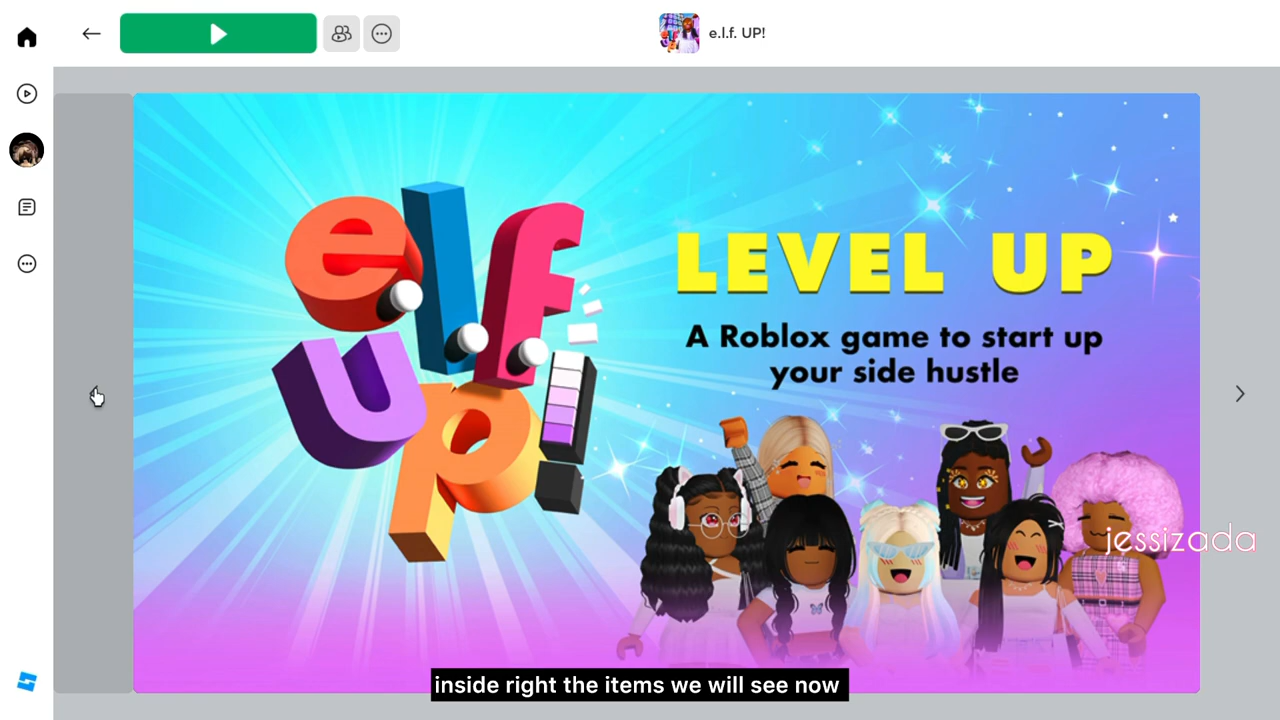 e.l.f. UP!
elf
up!
LEVEL UP
A Roblox game to start up
your side hustle
jessizada
inside right the items we will see now